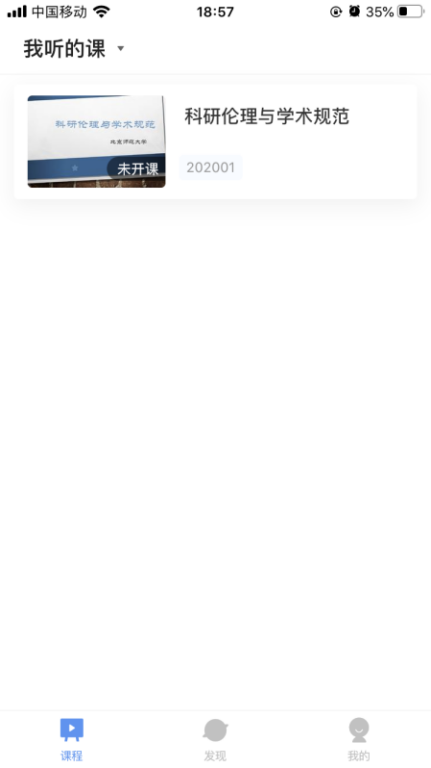 中国移动 18:57 35%
我听的课
科研伦理与学术规范
科研伦理与学术规范
未开课
202001
课程 发现 我的